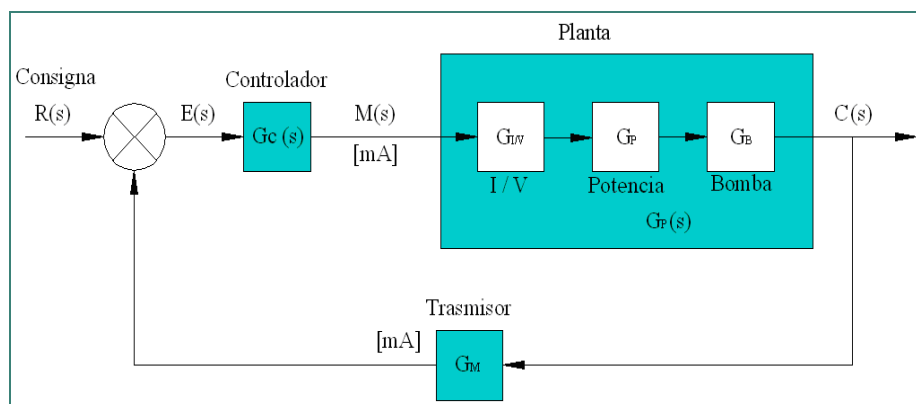 Planta
Consigna
Controlador
R(s)
E(s)
Gc (s)
M(s)
[mA]
GI/V
GP
GB
C(s)
I / V
Potencia
Bomba
GP(s)
Trasmisor
[mA]
GM